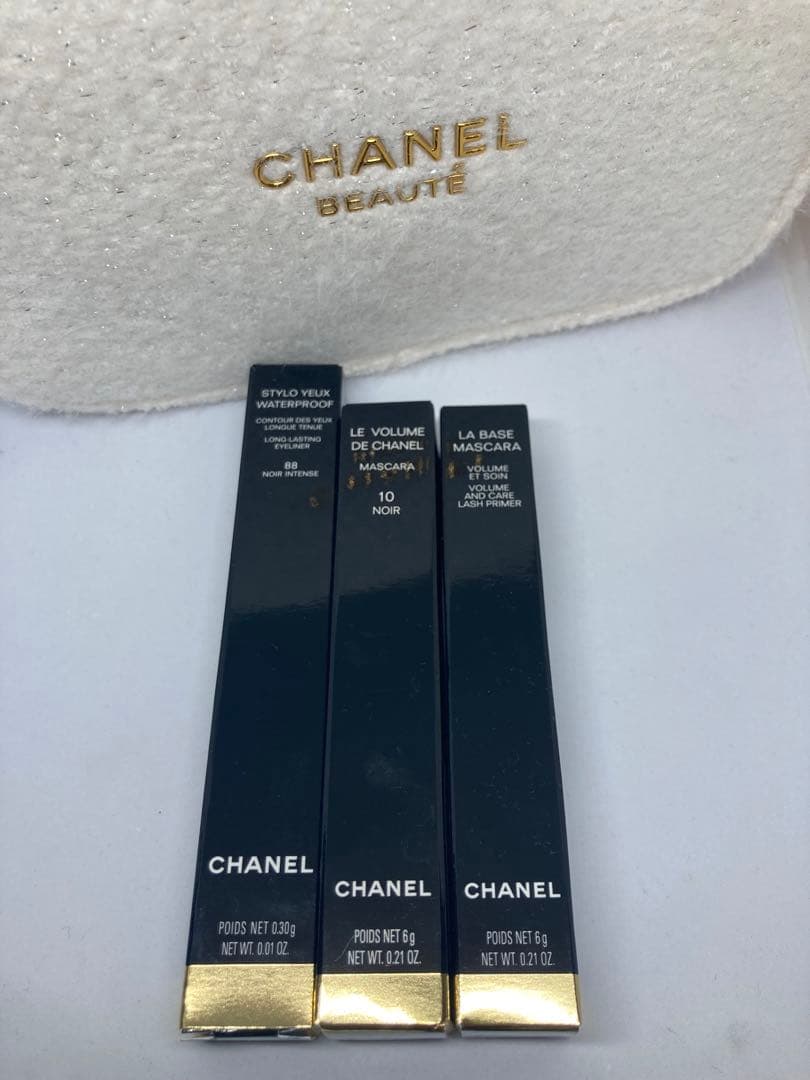 CHANEL
BEAUTÉ
STYLO YEUX
WATERPROOF
CONTOUR DES YEUX
LONGUE TENUE
LONG-LASTING
EYELINER
88
NOIR INTENSE
CHANEL
POIDS NET 0.30g
NET WT. 0.01 OZ.
LE VOLUME
DE CHANEL
MASCARA
10
NOIR
CHANEL
POIDS NET 6g
NET WT. 0.21 OZ.
LA BASE
MASCARA
VOLUME
ET SOIN
VOLUME
AND CARE
LASH PRIMER
CHANEL
POIDS NET 6g
NET WT. 0.21 OZ.